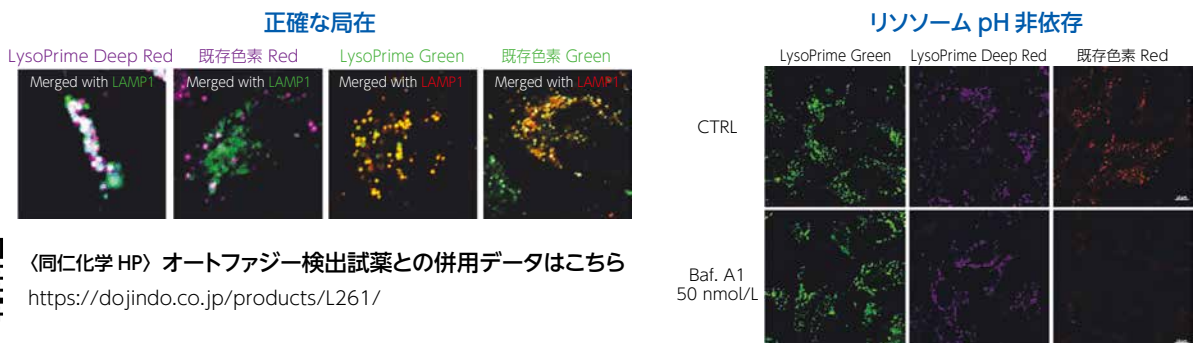 正確な局在
LysoPrime Deep Red 既存色素 Red LysoPrime Green 既存色素 Green
Merged with LAMP1 Merged with LAMP1 Merged with LAMP1 Merged with LAMP1
〈同仁化学 HP〉オートファジー検出試薬との併用データはこちら
https://dojindo.co.jp/products/L261/
リソソーム pH 非依存
LysoPrime Green LysoPrime Deep Red 既存色素 Red
CTRL
Baf. A1
50 nmol/L